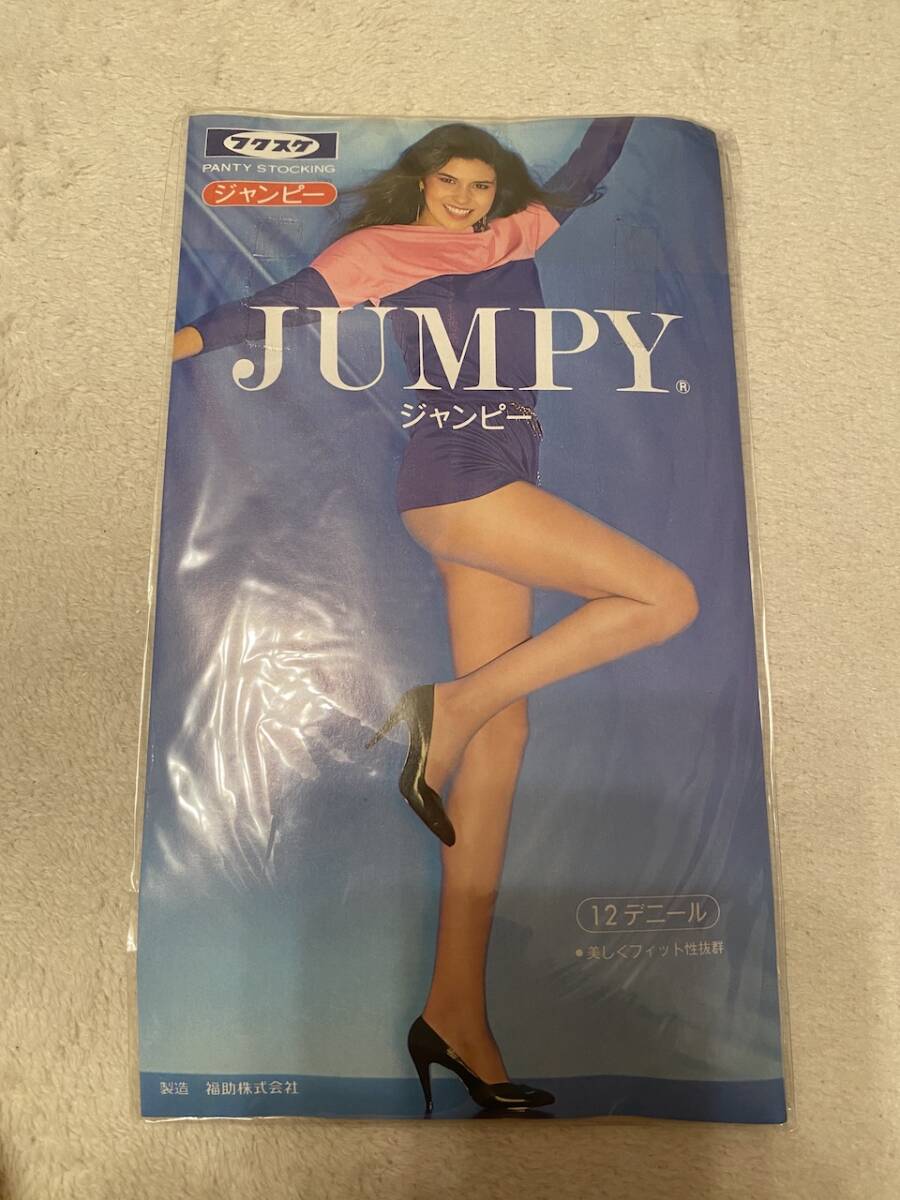 フクスケ
PANTY STOCKING
ジャンピー
JUMPY®
ジャンピー
12デニール
●美しくフィット性抜群
製造 福助株式会社